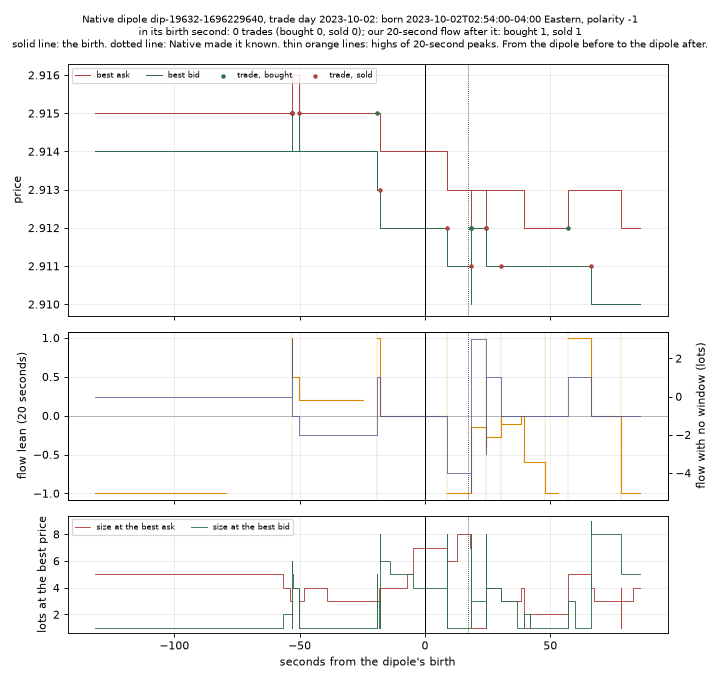 Native dipole dip-19632-1696229640, trade day 2023-10-02: born 2023-10-02T02:54:00-04:00 Eastern, polarity -1
in its birth second: 0 trades (bought 0, sold 0); our 20-second flow after it: bought 1, sold 1
solid line: the birth. dotted line: Native made it known. thin orange lines: highs of 20-second peaks. From the dipole before to the dipole after.
best ask
best bid
trade, bought
trade, sold
2.916
2.915
2.914
2.913
2.912
2.911
2.910
price
1.0
0.5
0.0
−0.5
−1.0
flow lean (20 seconds)
2
0
−2
−4
flow with no window (lots)
size at the best ask
size at the best bid
8
6
4
2
lots at the best price
−100
−50
0
50
seconds from the dipole's birth